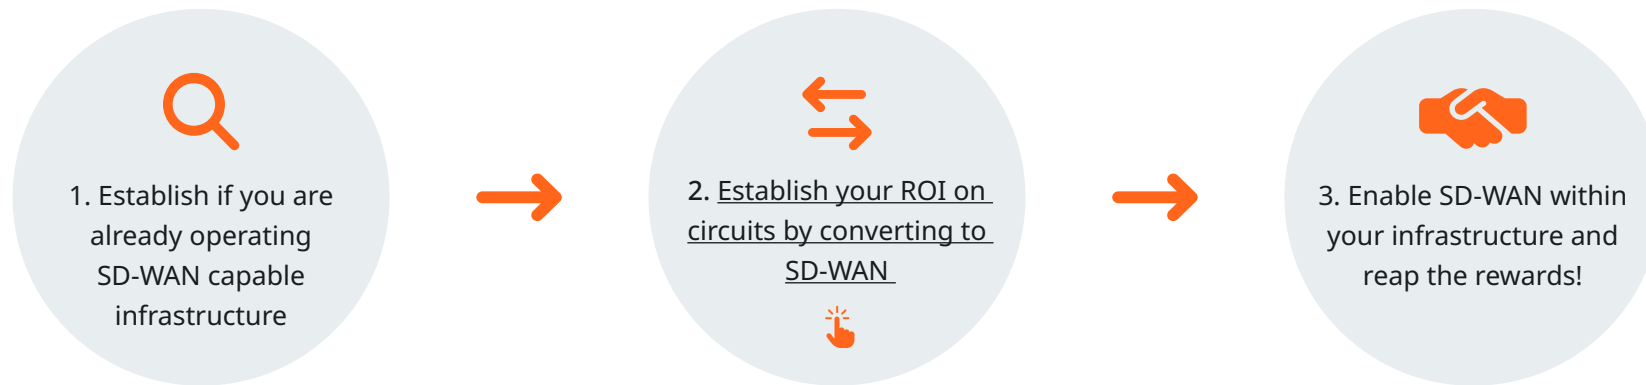 1. Establish if you are
already operating
SD-WAN capable
infrastructure
2. Establish your ROI on
circuits by converting to
SD-WAN
3. Enable SD-WAN within
your infrastructure and
reap the rewards!